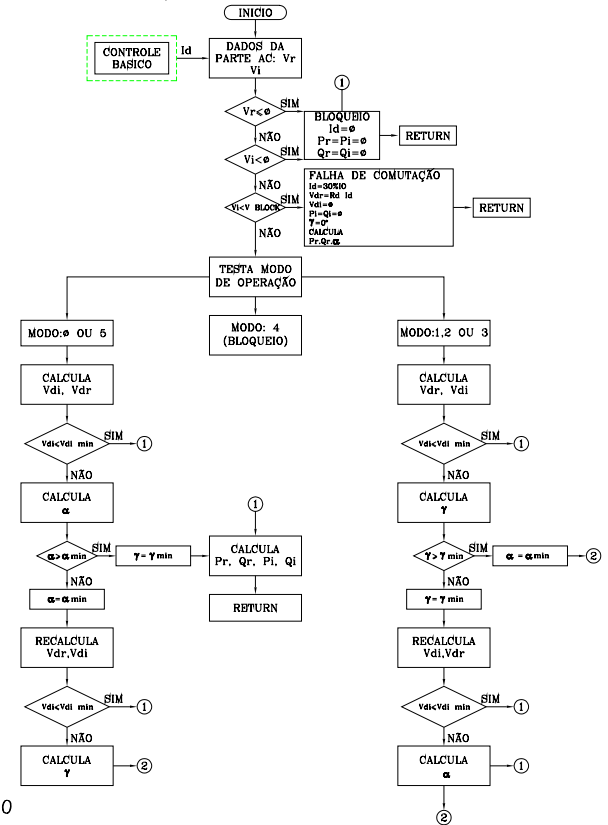 INICIO
CONTROLE
BASICO
Id
DADOS DA
PARTE AC: Vr
Vi
Vr⩽ø
SIM
NÃO
1
BLOQUEIO
Id=ø
Pr=Pi=ø
Qr=Qi=ø
RETURN
Vi<ø
SIM
NÃO
Vi<V BLOCK
SIM
NÃO
FALHA DE COMUTAÇÃO
Id=30%I0
Vdr=Rd Id
Vdi=ø
Pi=Qi=ø
γ=0°
CALCULA
Pr.Qr.α
RETURN
TESTA MODO
DE OPERAÇÃO
MODO: 4
(BLOQUEIO)
MODO:ø OU 5
CALCULA
Vdi, Vdr
Vdi<Vdi min
SIM
1
NÃO
CALCULA
α
α>α min
SIM
γ=γ min
NÃO
α=α min
RECALCULA
Vdr,Vdi
Vdi<Vdi min
SIM
1
NÃO
CALCULA
γ
2
1
CALCULA
Pr, Qr, Pi, Qi
RETURN
MODO:1,2 OU 3
CALCULA
Vdr, Vdi
Vdi<Vdi min
SIM
1
NÃO
CALCULA
γ
γ>γ min
SIM
α=α min
2
NÃO
γ=γ min
RECALCULA
Vdi,Vdr
Vdi<Vdi min
SIM
1
NÃO
CALCULA
α
1
2
0